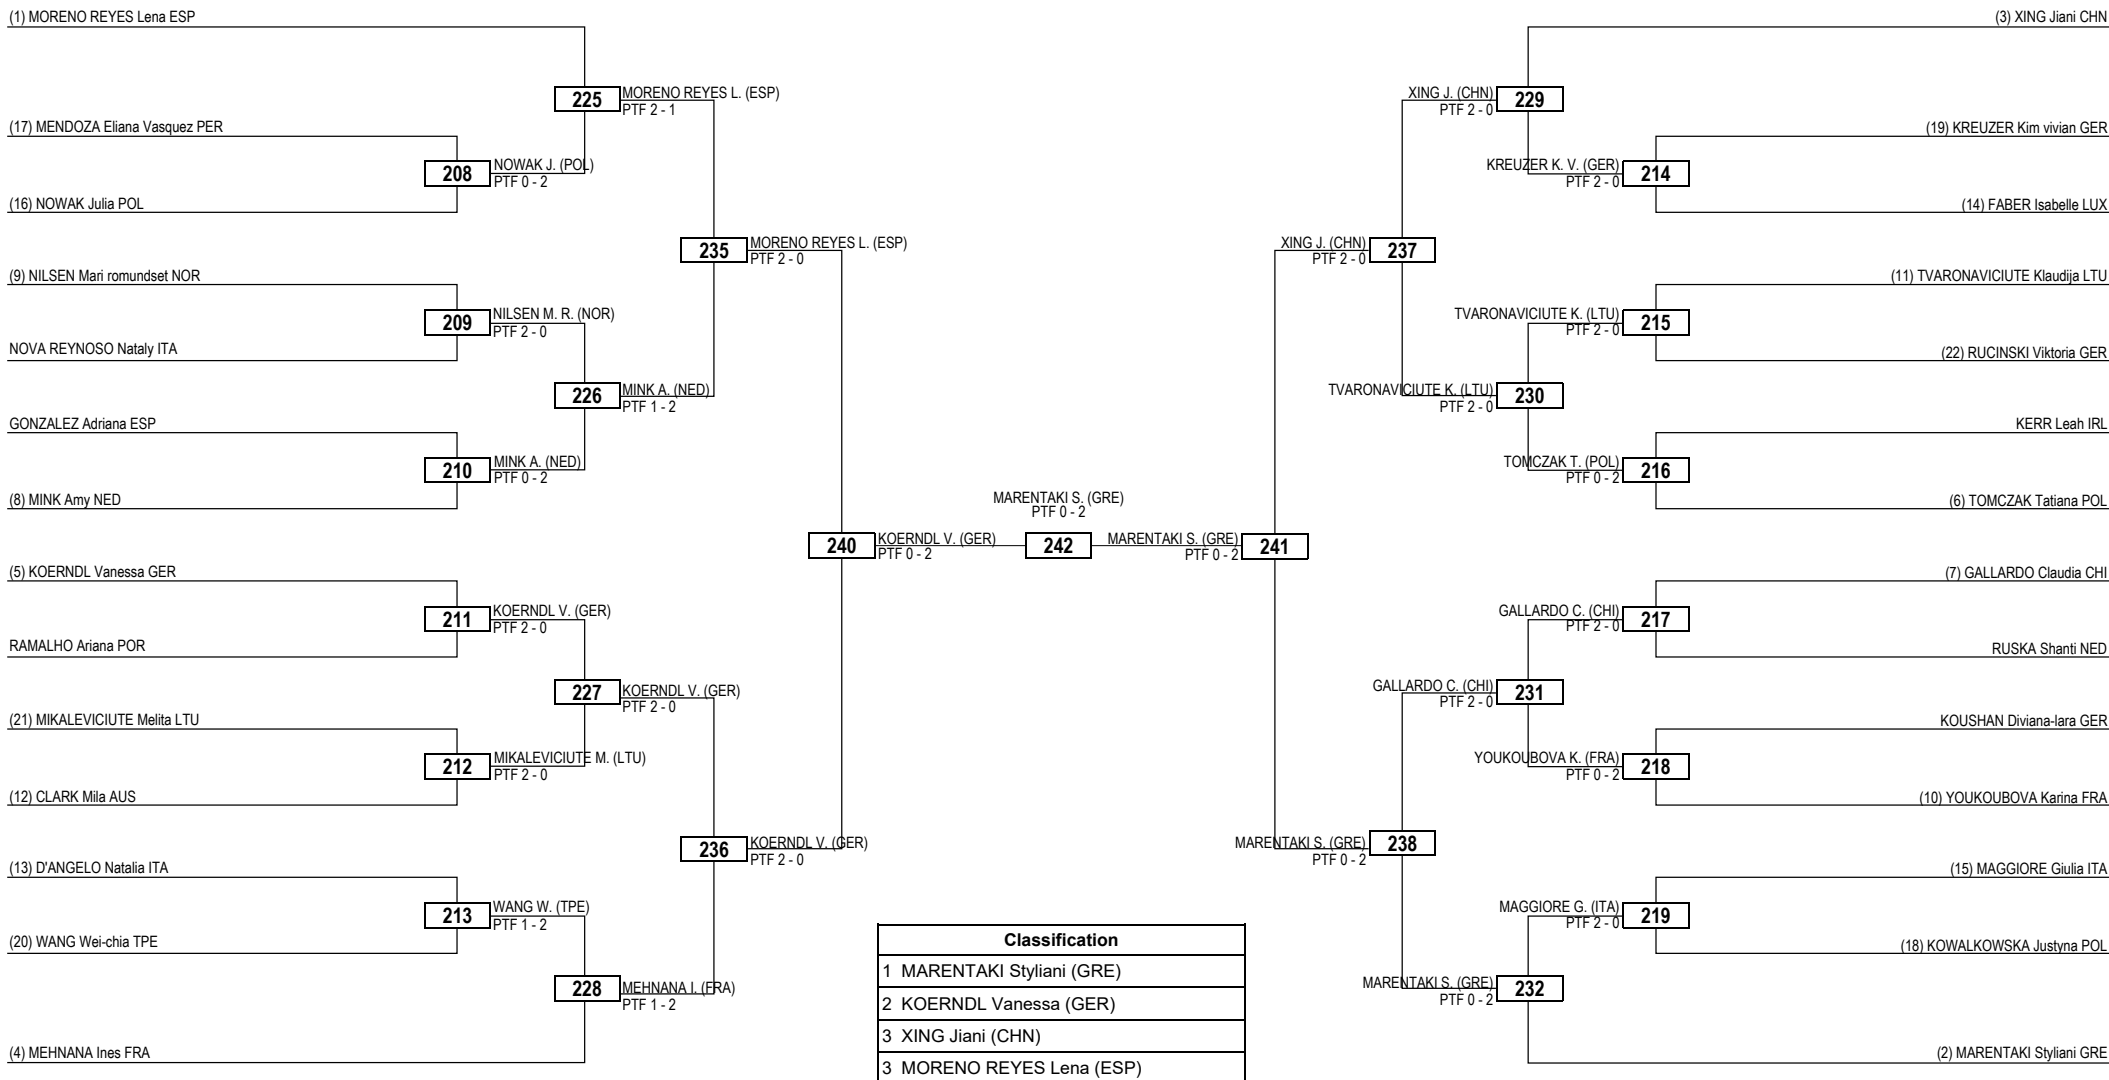 (1) MORENO REYES Lena ESP
(3) XING Jiani CHN
225
MORENO REYES L. (ESP)
PTF 2 - 1
XING J. (CHN)
PTF 2 - 0
229
(17) MENDOZA Eliana Vasquez PER
(19) KREUZER Kim vivian GER
208
NOWAK J. (POL)
PTF 0 - 2
KREUZER K. V. (GER)
PTF 2 - 0
214
(16) NOWAK Julia POL
(14) FABER Isabelle LUX
235
MORENO REYES L. (ESP)
PTF 2 - 0
XING J. (CHN)
PTF 2 - 0
237
(9) NILSEN Mari romundset NOR
(11) TVARONAVICIUTE Klaudija LTU
209
NILSEN M. R. (NOR)
PTF 2 - 0
TVARONAVICIUTE K. (LTU)
PTF 2 - 0
215
NOVA REYNOSO Nataly ITA
(22) RUCINSKI Viktoria GER
226
MINK A. (NED)
PTF 1 - 2
TVARONAVICIUTE K. (LTU)
PTF 2 - 0
230
GONZALEZ Adriana ESP
KERR Leah IRL
210
MINK A. (NED)
PTF 0 - 2
TOMCZAK T. (POL)
PTF 0 - 2
216
(8) MINK Amy NED
(6) TOMCZAK Tatiana POL
MARENTAKI S. (GRE)
PTF 0 - 2
240
KOERNDL V. (GER)
PTF 0 - 2
242
MARENTAKI S. (GRE)
PTF 0 - 2
241
(5) KOERNDL Vanessa GER
(7) GALLARDO Claudia CHI
211
KOERNDL V. (GER)
PTF 2 - 0
GALLARDO C. (CHI)
PTF 2 - 0
217
RAMALHO Ariana POR
RUSKA Shanti NED
227
KOERNDL V. (GER)
PTF 2 - 0
GALLARDO C. (CHI)
PTF 2 - 0
231
(21) MIKALEVICIUTE Melita LTU
KOUSHAN Diviana-lara GER
212
MIKALEVICIUTE M. (LTU)
PTF 2 - 0
YOUKOUBOVA K. (FRA)
PTF 0 - 2
218
(12) CLARK Mila AUS
(10) YOUKOUBOVA Karina FRA
236
KOERNDL V. (GER)
PTF 2 - 0
MARENTAKI S. (GRE)
PTF 0 - 2
238
(13) D'ANGELO Natalia ITA
(15) MAGGIORE Giulia ITA
213
WANG W. (TPE)
PTF 1 - 2
MAGGIORE G. (ITA)
PTF 2 - 0
219
(20) WANG Wei-chia TPE
(18) KOWALKOWSKA Justyna POL
228
MEHNANA I. (FRA)
PTF 1 - 2
MARENTAKI S. (GRE)
PTF 0 - 2
232
(4) MEHNANA Ines FRA
(2) MARENTAKI Styliani GRE
Classification
1 MARENTAKI Styliani (GRE)
2 KOERNDL Vanessa (GER)
3 XING Jiani (CHN)
3 MORENO REYES Lena (ESP)